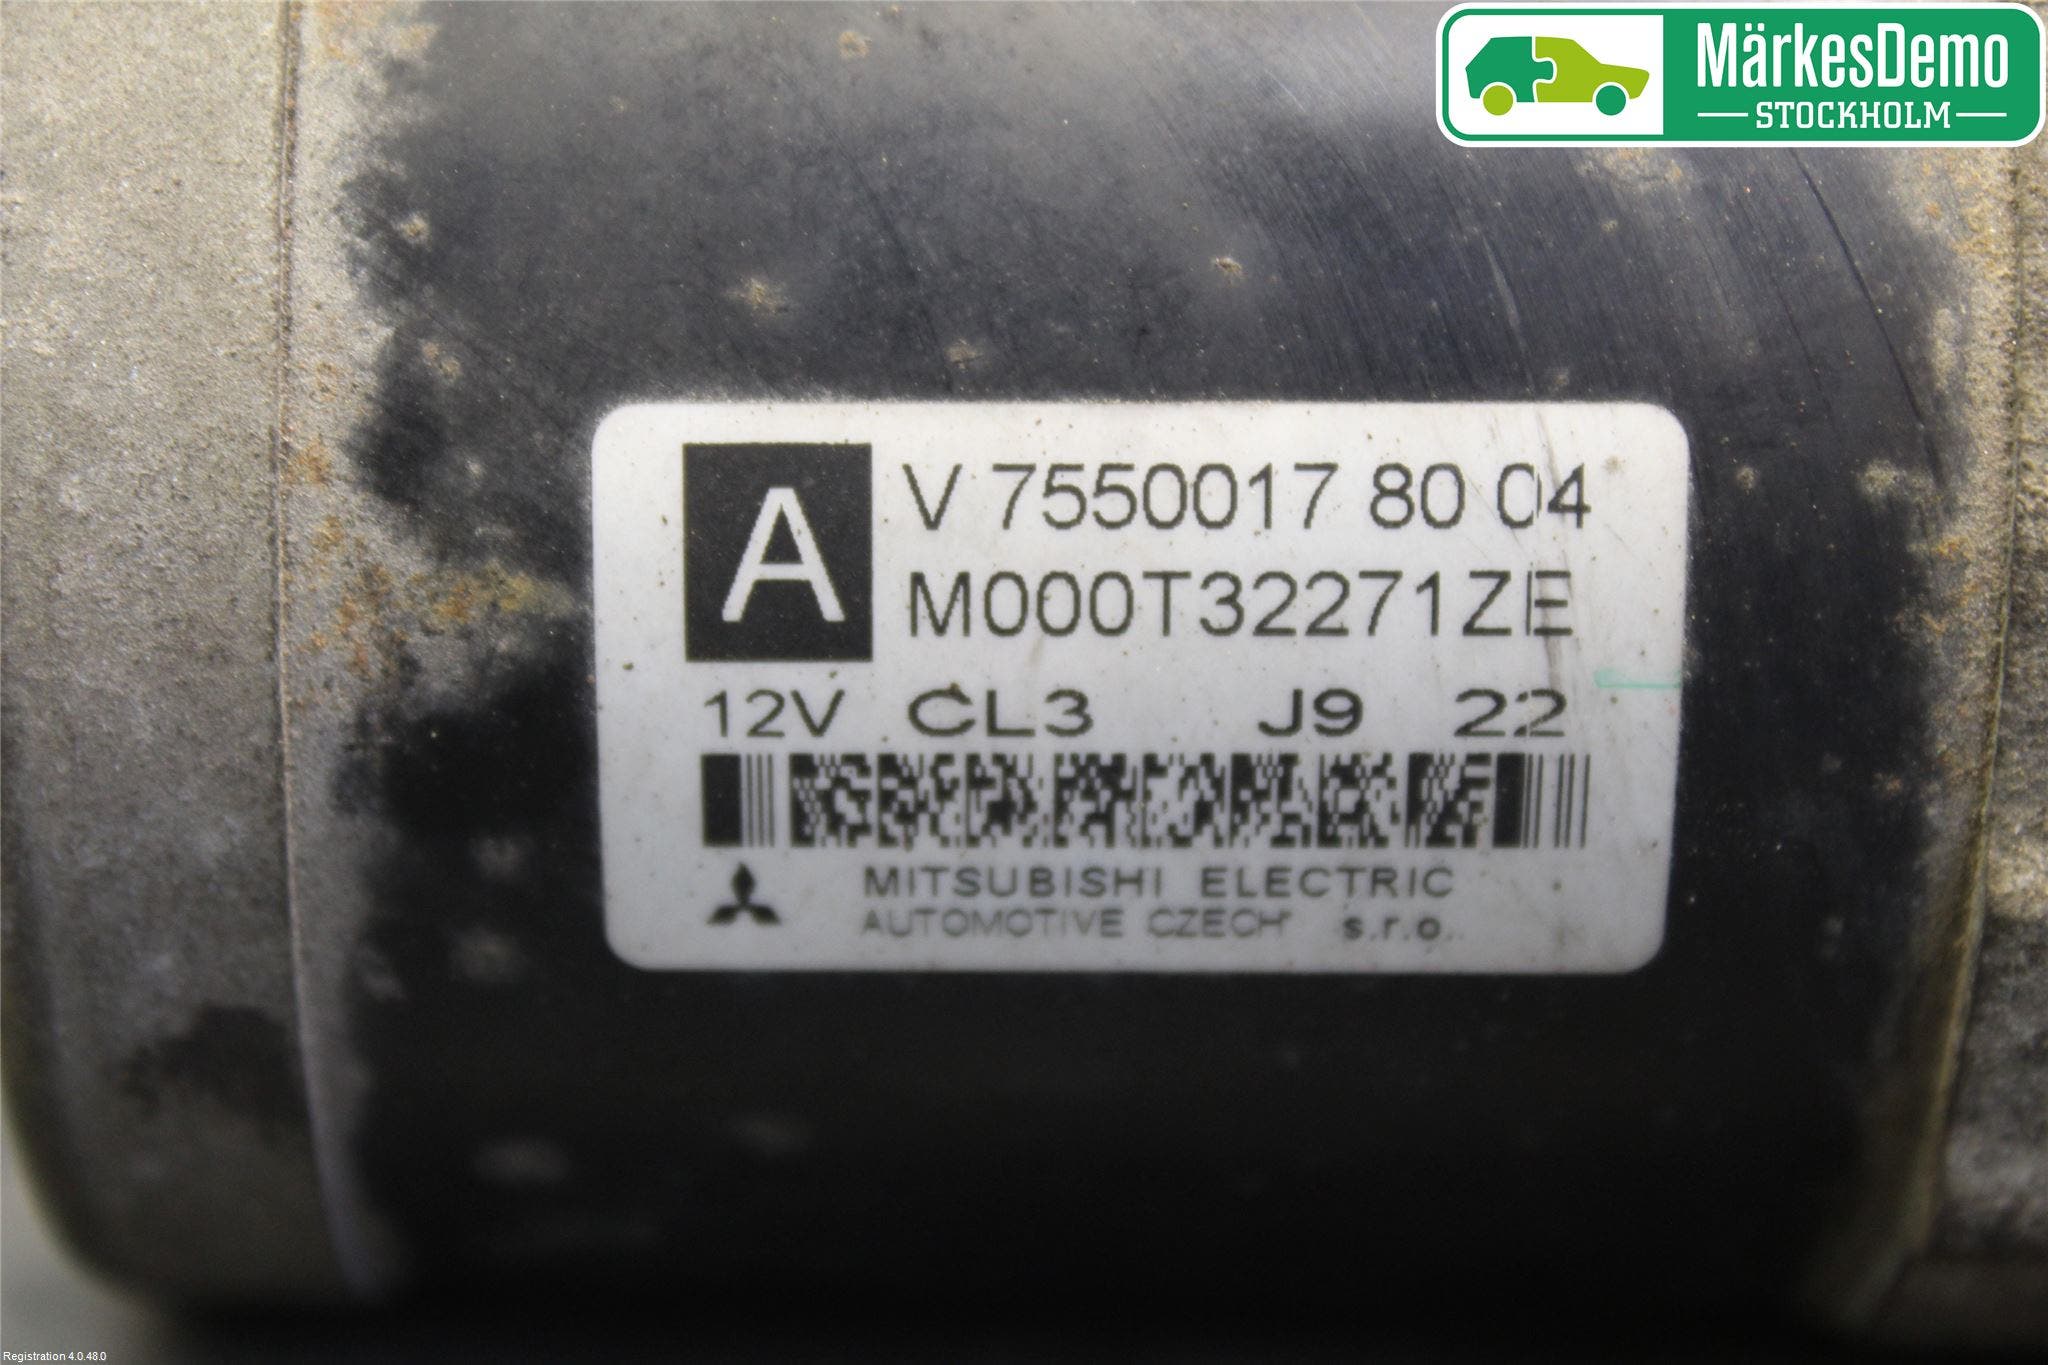 MärkesDemo
STOCKHOLM
A
V 7550017 80 04
M000T32271ZE
12V CL3 J9 22
MITSUBISHI ELECTRIC
AUTOMOTIVE CZECH s.r.o.
Registration 4.0.48.0